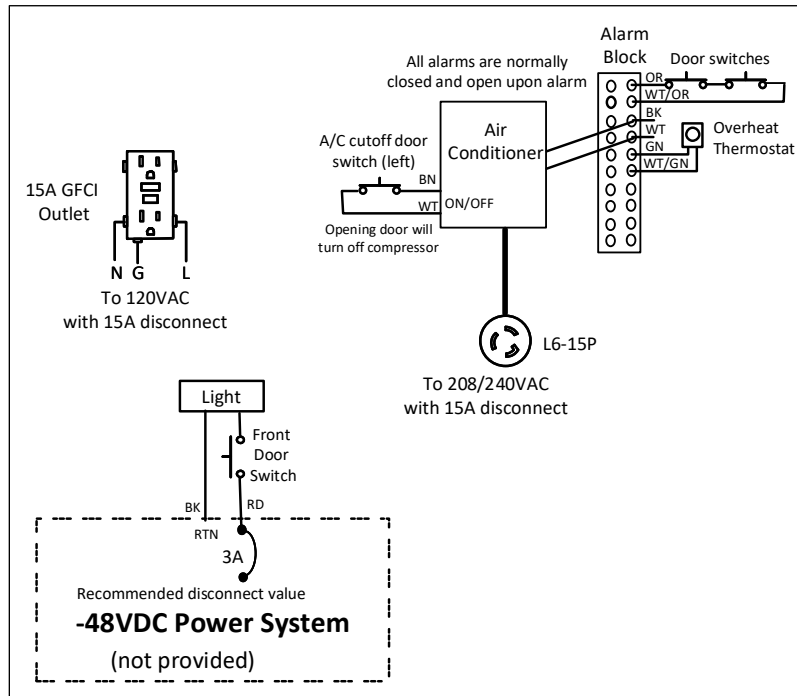 Alarm
Block
All alarms are normally
closed and open upon alarm
Door switches
OR
WT/OR
BK
WT
GN
WT/GN
Overheat
Thermostat
Air
Conditioner
A/C cutoff door
switch (left)
BN
WT
ON/OFF
Opening door will
turn off compressor
15A GFCI
Outlet
N G L
To 120VAC
with 15A disconnect
L6-15P
To 208/240VAC
with 15A disconnect
Light
Front
Door
Switch
BK
RD
RTN
3A
Recommended disconnect value
-48VDC Power System
(not provided)